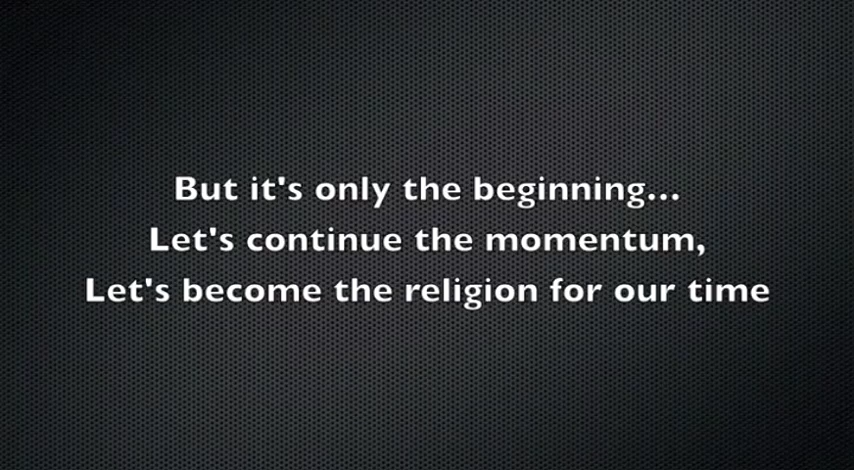 But it's only the beginning...
Let's continue the momentum,
Let's become the religion for our time